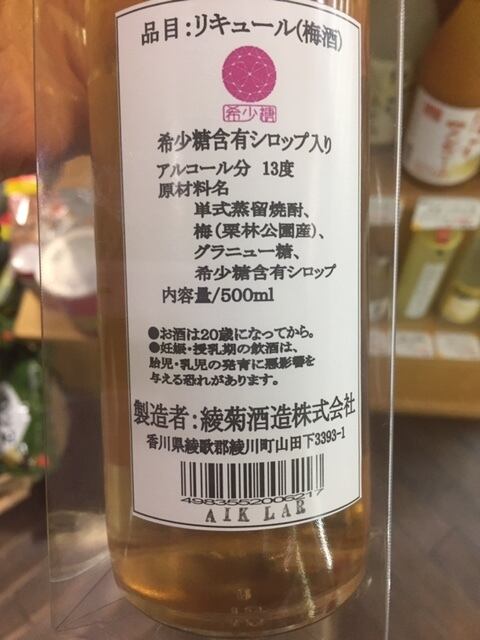 品目:リキュール(梅酒)
希少糖
希少糖含有シロップ入り
アルコール分 13度
原材料名
単式蒸留焼酎、
梅(栗林公園産)、
グラニュー糖、
希少糖含有シロップ
内容量/500ml
●お酒は20歳になってから。
●妊娠・授乳期の飲酒は、
胎児・乳児の発育に悪影響を
与える恐れがあります。
製造者:綾菊酒造株式会社
香川県綾歌郡綾川町山田下3393-1
4983552005217
AIK LAR